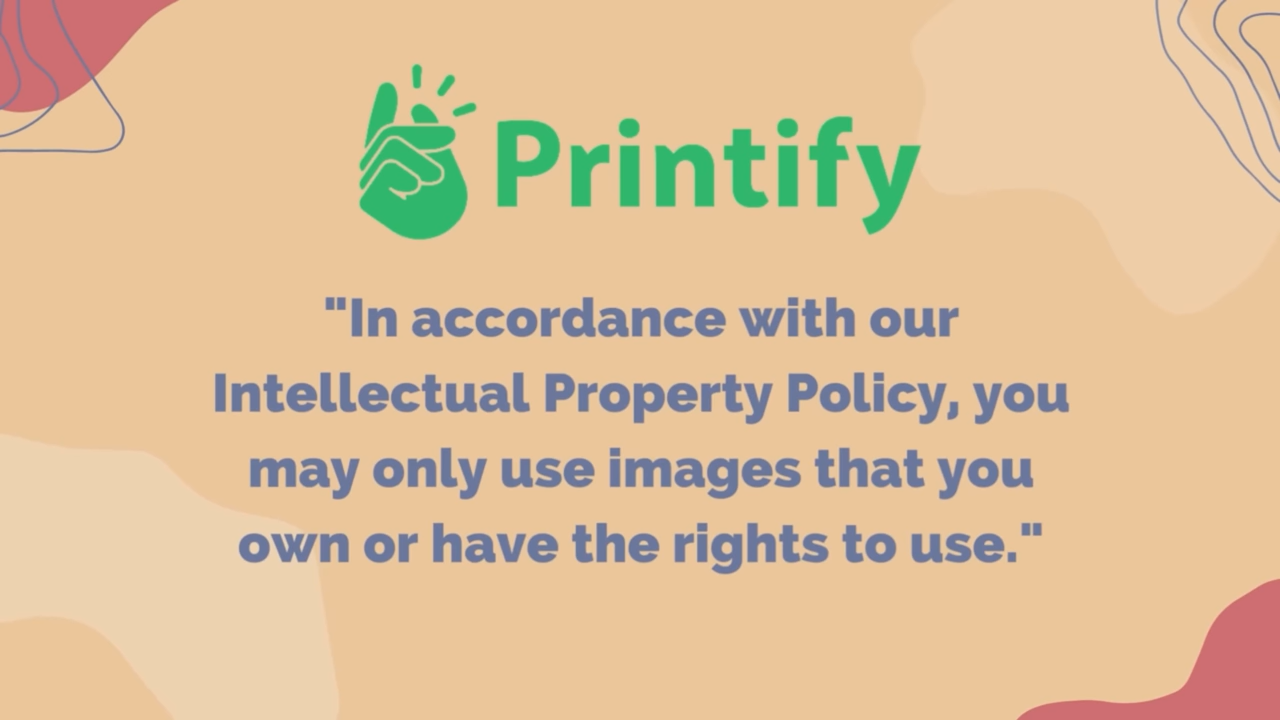 Printify
"In accordance with our
Intellectual Property Policy, you
may only use images that you
own or have the rights to use."